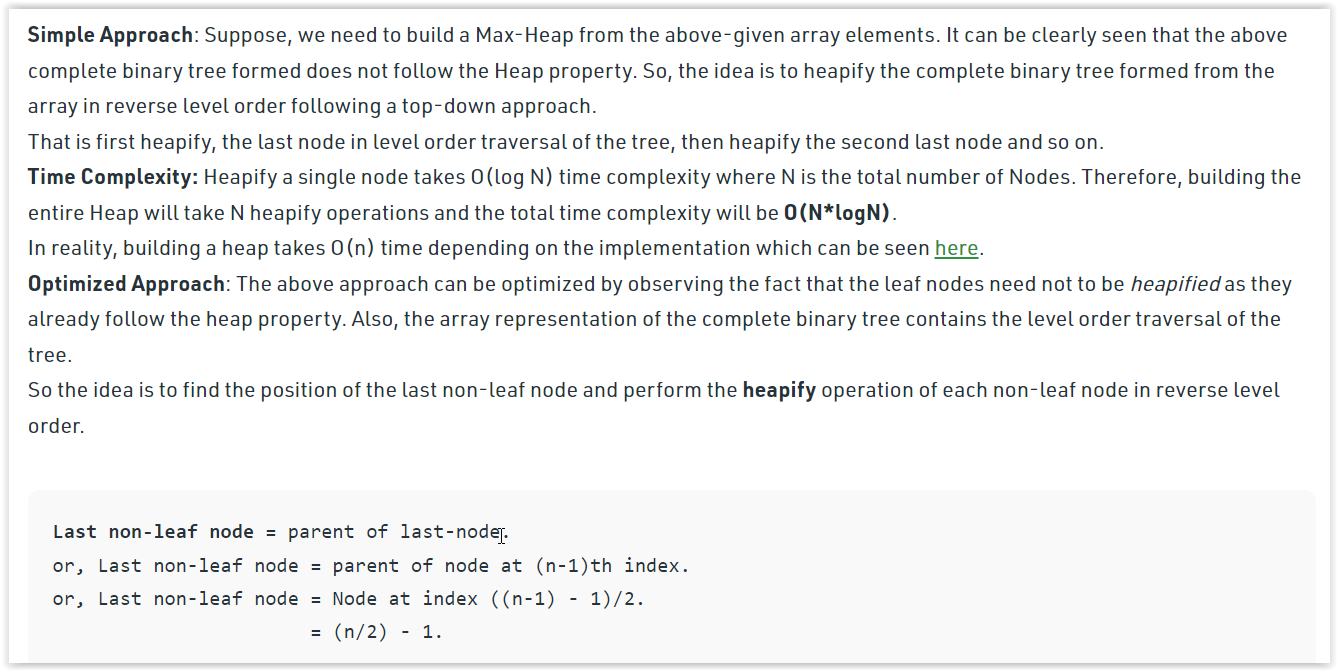 Simple Approach: Suppose, we need to build a Max-Heap from the above-given array elements. It can be clearly seen that the above
complete binary tree formed does not follow the Heap property. So, the idea is to heapify the complete binary tree formed from the
array in reverse level order following a top-down approach.
That is first heapify, the last node in level order traversal of the tree, then heapify the second last node and so on.
Time Complexity: Heapify a single node takes O(log N) time complexity where N is the total number of Nodes. Therefore, building the
entire Heap will take N heapify operations and the total time complexity will be O(N*logN).
In reality, building a heap takes O(n) time depending on the implementation which can be seen here.
Optimized Approach: The above approach can be optimized by observing the fact that the leaf nodes need not to be heapified as they
already follow the heap property. Also, the array representation of the complete binary tree contains the level order traversal of the
tree.
So the idea is to find the position of the last non-leaf node and perform the heapify operation of each non-leaf node in reverse level
order.
Last non-leaf node = parent of last-node.
or, Last non-leaf node = parent of node at (n-1)th index.
or, Last non-leaf node = Node at index ((n-1) - 1)/2.
= (n/2) - 1.